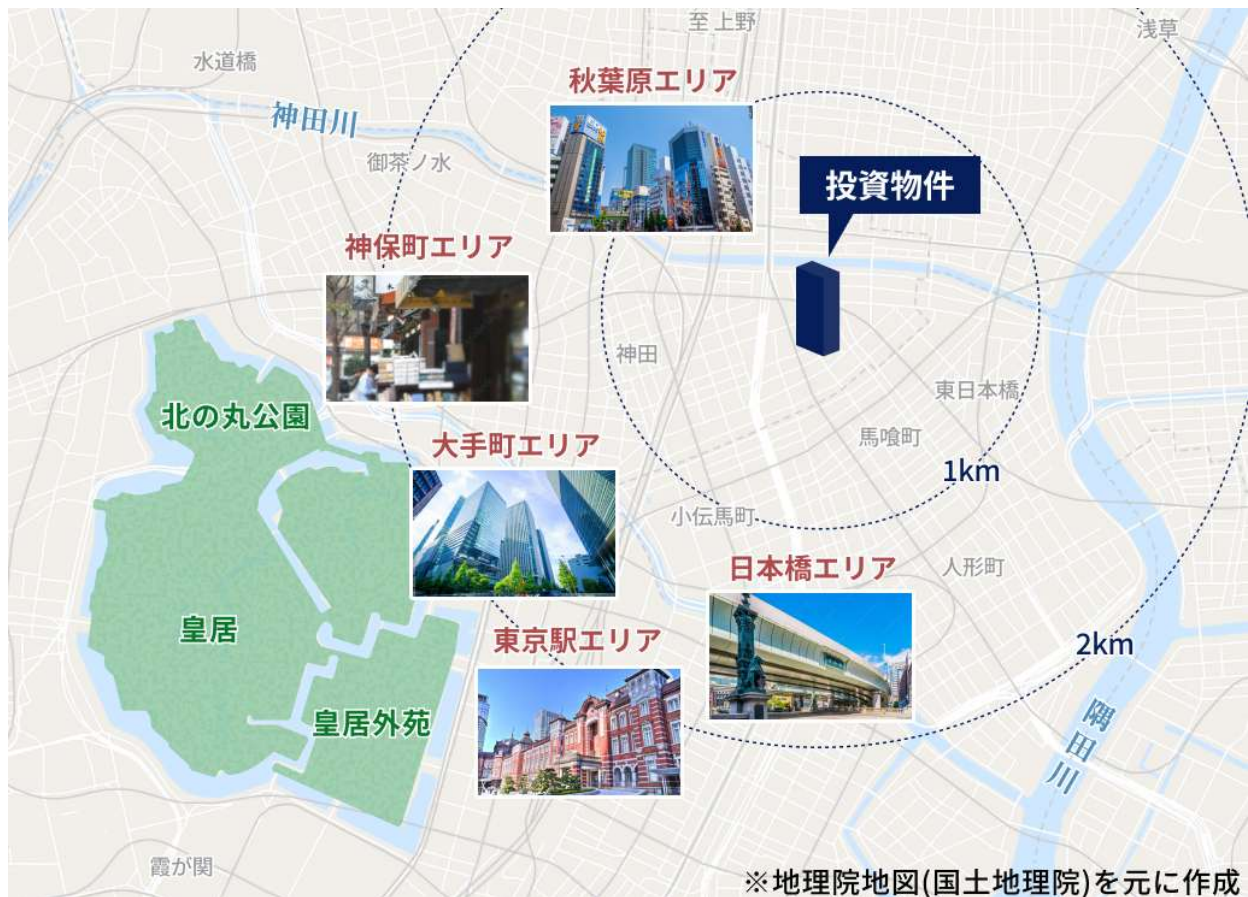 至 上野
浅草
水道橋
秋葉原エリア
神田川
御茶ノ水
投資物件
神保町エリア
神田
東日本橋
北の丸公園
馬喰町
大手町エリア
1km
小伝馬町
日本橋エリア
人形町
皇居
東京駅エリア
2km
皇居外苑
隅田川
霞が関
※地理院地図(国土地理院)を元に作成